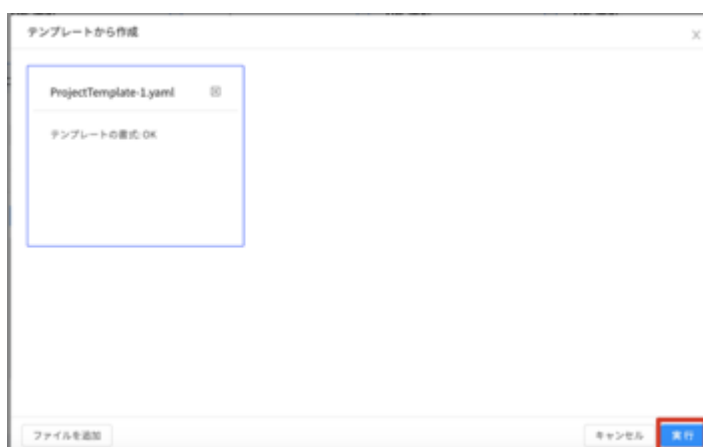 テンプレートから作成
ProjectTemplate-1.yaml
テンプレートの書式: OK
ファイルを追加
キャンセル
実行